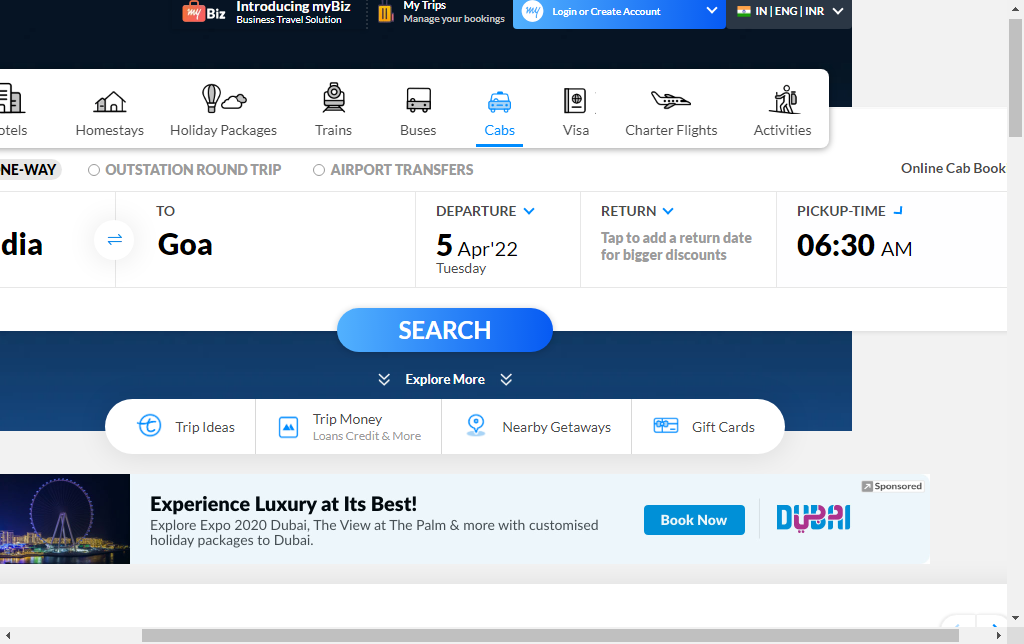 my Biz
Introducing myBiz
Business Travel Solution
My Trips
Manage your bookings
my
Login or Create Account
IN | ENG | INR
otels
Homestays
Holiday Packages
Trains
Buses
Cabs
Visa
Charter Flights
Activities
NE-WAY
OUTSTATION ROUND TRIP
AIRPORT TRANSFERS
Online Cab Book
dia
TO
Goa
DEPARTURE
5 Apr'22
Tuesday
RETURN
Tap to add a return date
for bigger discounts
PICKUP-TIME
06:30 AM
SEARCH
Explore More
Trip Ideas
Trip Money
Loans Credit & More
Nearby Getaways
Gift Cards
Experience Luxury at Its Best!
Explore Expo 2020 Dubai, The View at The Palm & more with customised
holiday packages to Dubai.
Book Now
Sponsored
DUBAI